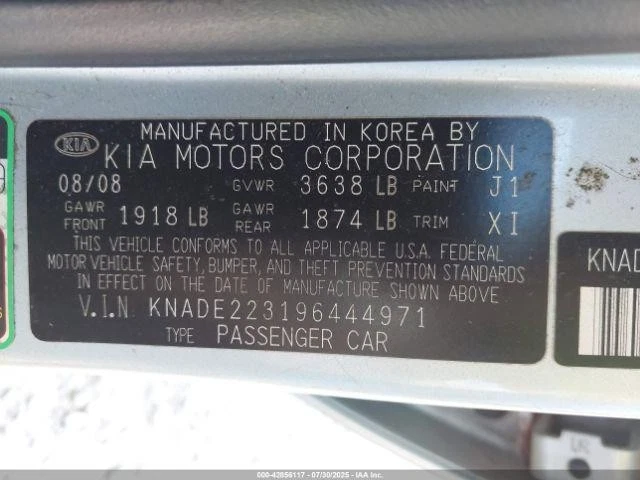 MANUFACTURED IN KOREA BY
KIA KIA MOTORS CORPORATION
08/08 GVWR 3638 LB PAINT J1
GAWR FRONT 1918 LB GAWR REAR 1874 LB TRIM XI
THIS VEHICLE CONFORMS TO ALL APPLICABLE U.S.A. FEDERAL
MOTOR VEHICLE SAFETY, BUMPER, AND THEFT PREVENTION STANDARDS
IN EFFECT ON THE DATE OF MANUFACTURE SHOWN ABOVE
V.I.N KNADE223196444971
TYPE PASSENGER CAR
KNAD
000-42856117 - 07/30/2025 - IAA Inc.